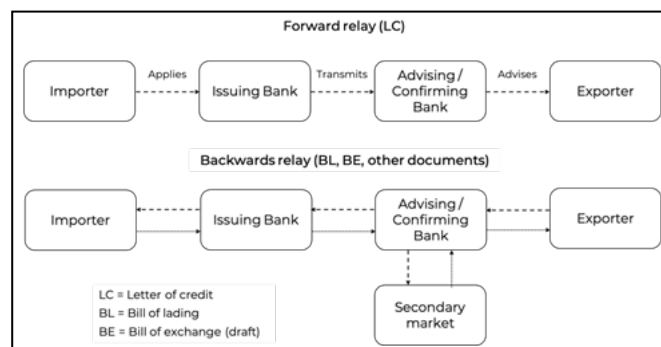 Forward relay (LC)
Importer
Applies
Issuing Bank
Transmits
Advising /
Confirming
Bank
Advises
Exporter
Backwards relay (BL, BE, other documents)
Importer
Issuing Bank
Advising /
Confirming
Bank
Exporter
LC = Letter of credit
BL = Bill of lading
BE = Bill of exchange (draft)
Secondary
market